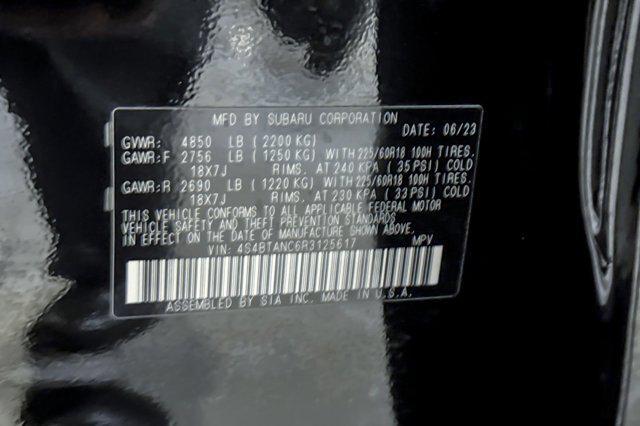 MFD BY SUBARU CORPORATION
DATE: 06/23
GVWR: 4850 LB (2200 KG)
GAWR:F 2756 LB (1250 KG) WITH 225/60R18 100H TIRES.
18X7J RIMS. AT 240 KPA (35 PSI) COLD
GAWR:R 2690 LB (1220 KG) WITH 225/60R18 100H TIRES.
18X7J RIMS. AT 230 KPA (33 PSI) COLD
THIS VEHICLE CONFORMS TO ALL APPLICABLE FEDERAL MOTOR
VEHICLE SAFETY AND THEFT PREVENTION STANDARDS
IN EFFECT ON THE DATE OF MANUFACTURE SHOWN ABOVE.
VIN: 4S4BTANC6R3125617 MPV
ASSEMBLED BY SIA INC. MADE IN U.S.A.